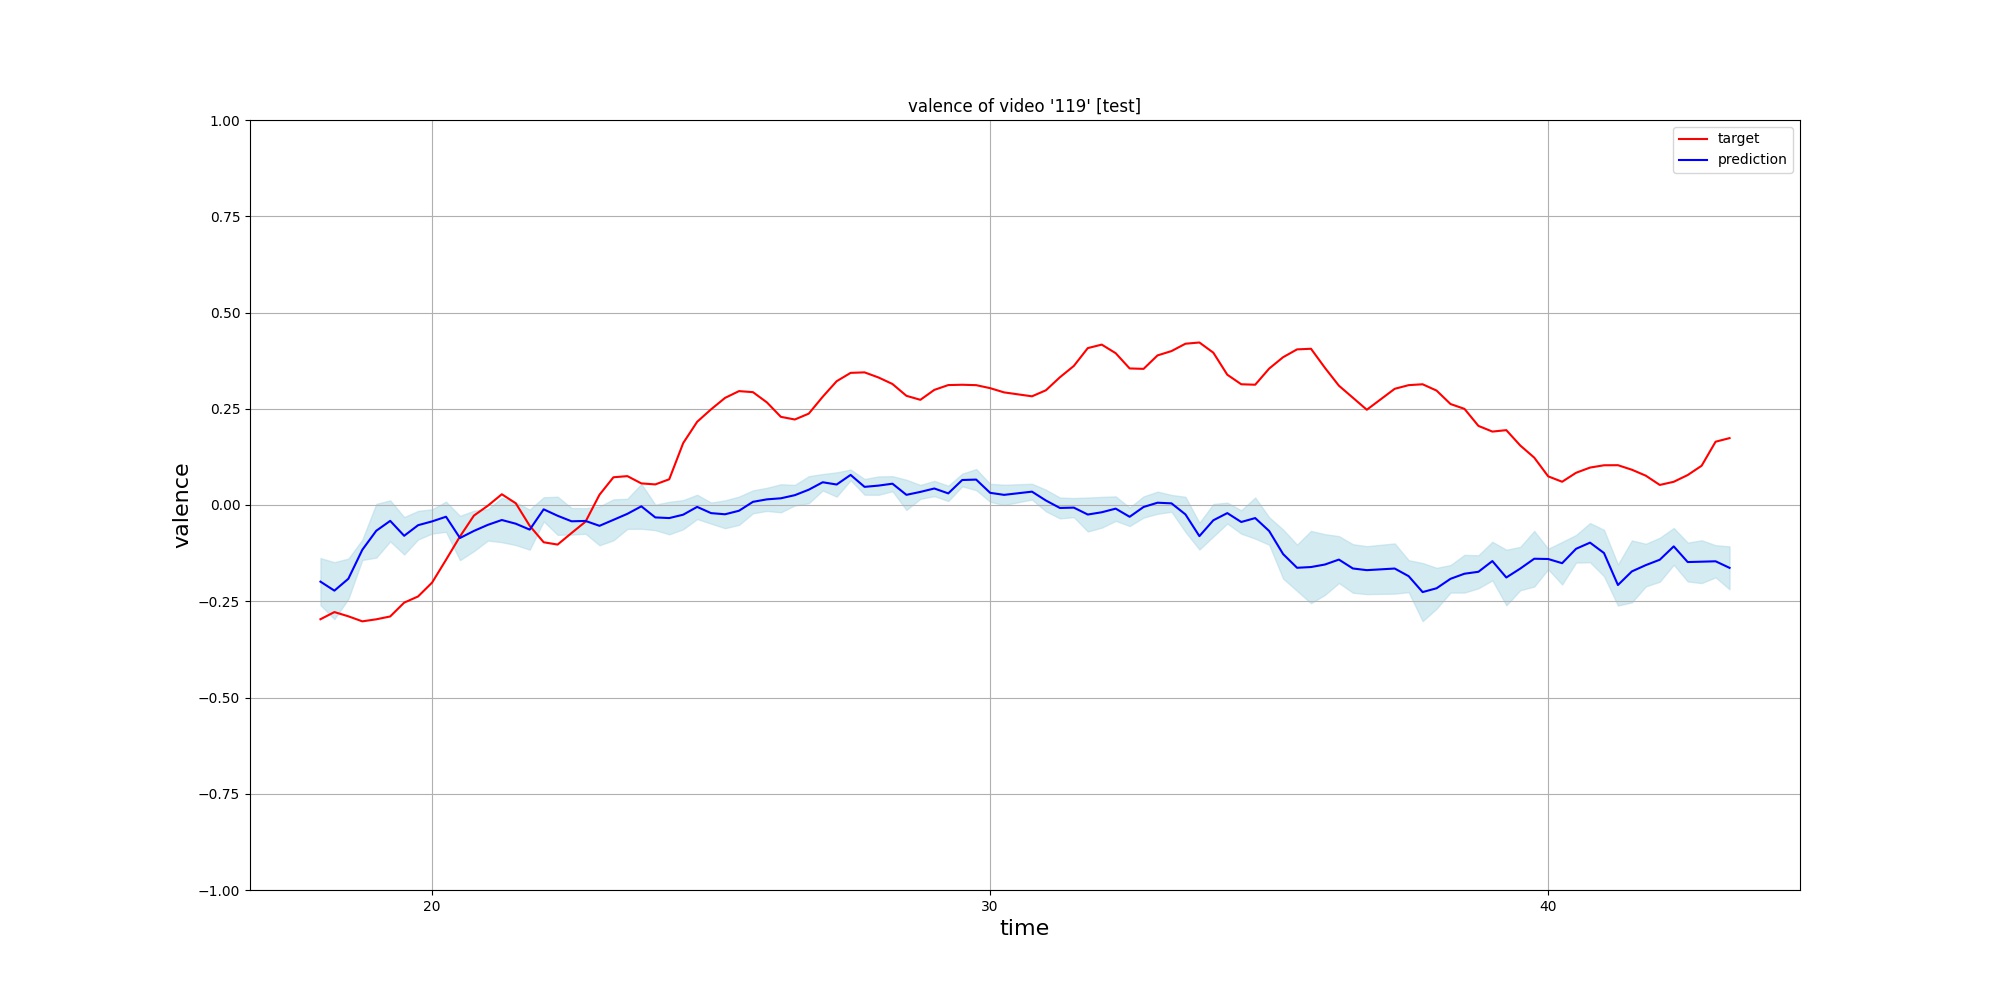 valence of video '119' [test]
1.00
0.75
0.50
0.25
0.00
−0.25
−0.50
−0.75
−1.00
valence
target
prediction
20 30 40
time